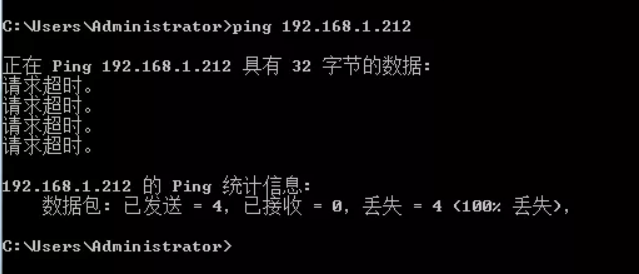 C:\Users\Administrator>ping 192.168.1.212
正在 Ping 192.168.1.212 具有 32 字节的数据:
请求超时。
请求超时。
请求超时。
请求超时。
192.168.1.212 的 Ping 统计信息:
数据包: 已发送 = 4，已接收 = 0，丢失 = 4 (100% 丢失)，
C:\Users\Administrator>